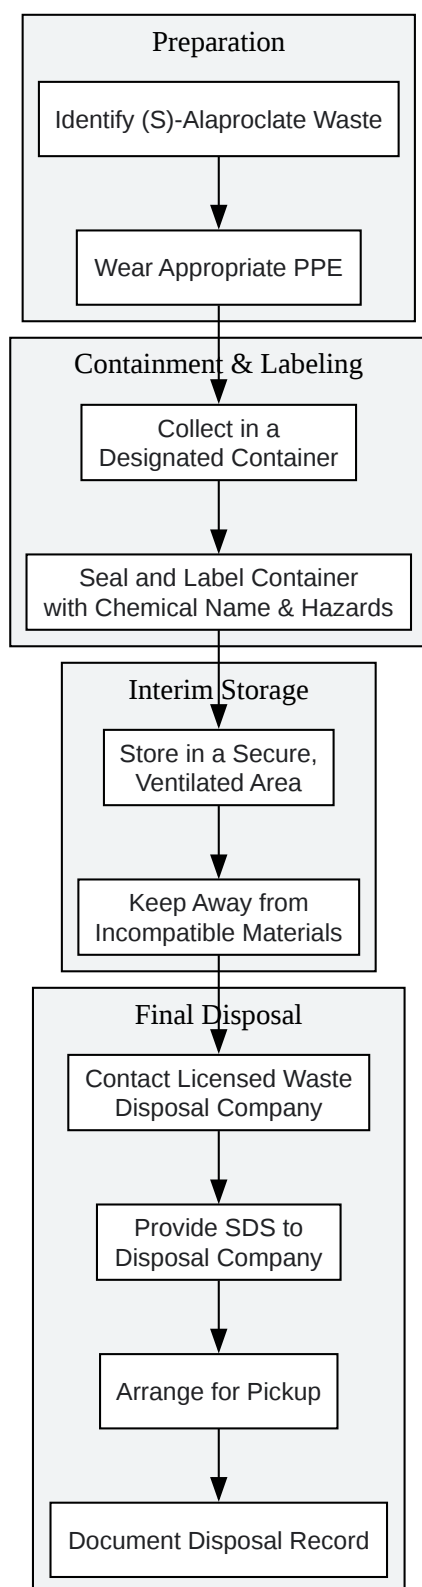 Preparation
Identify (S)-Alaproclate Waste
Wear Appropriate PPE
Containment & Labeling
Collect in a
Designated Container
Seal and Label Container
with Chemical Name & Hazards
Interim Storage
Store in a Secure,
Ventilated Area
Keep Away from
Incompatible Materials
Final Disposal
Contact Licensed Waste
Disposal Company
Provide SDS to
Disposal Company
Arrange for Pickup
Document Disposal Record